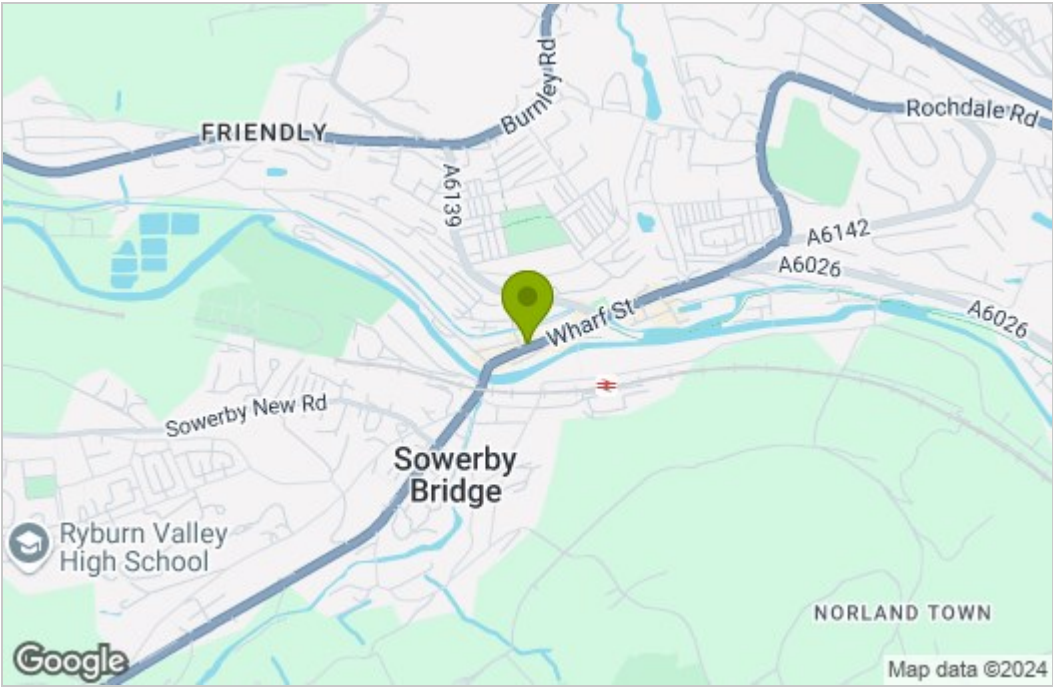 Burnley Rd
Rochdale Rd
FRIENDLY
A6139
A6142
A6026
A6026
Wharf St
Sowerby New Rd
Sowerby
Bridge
Ryburn Valley
High School
NORLAND TOWN
Google
Map data ©2024